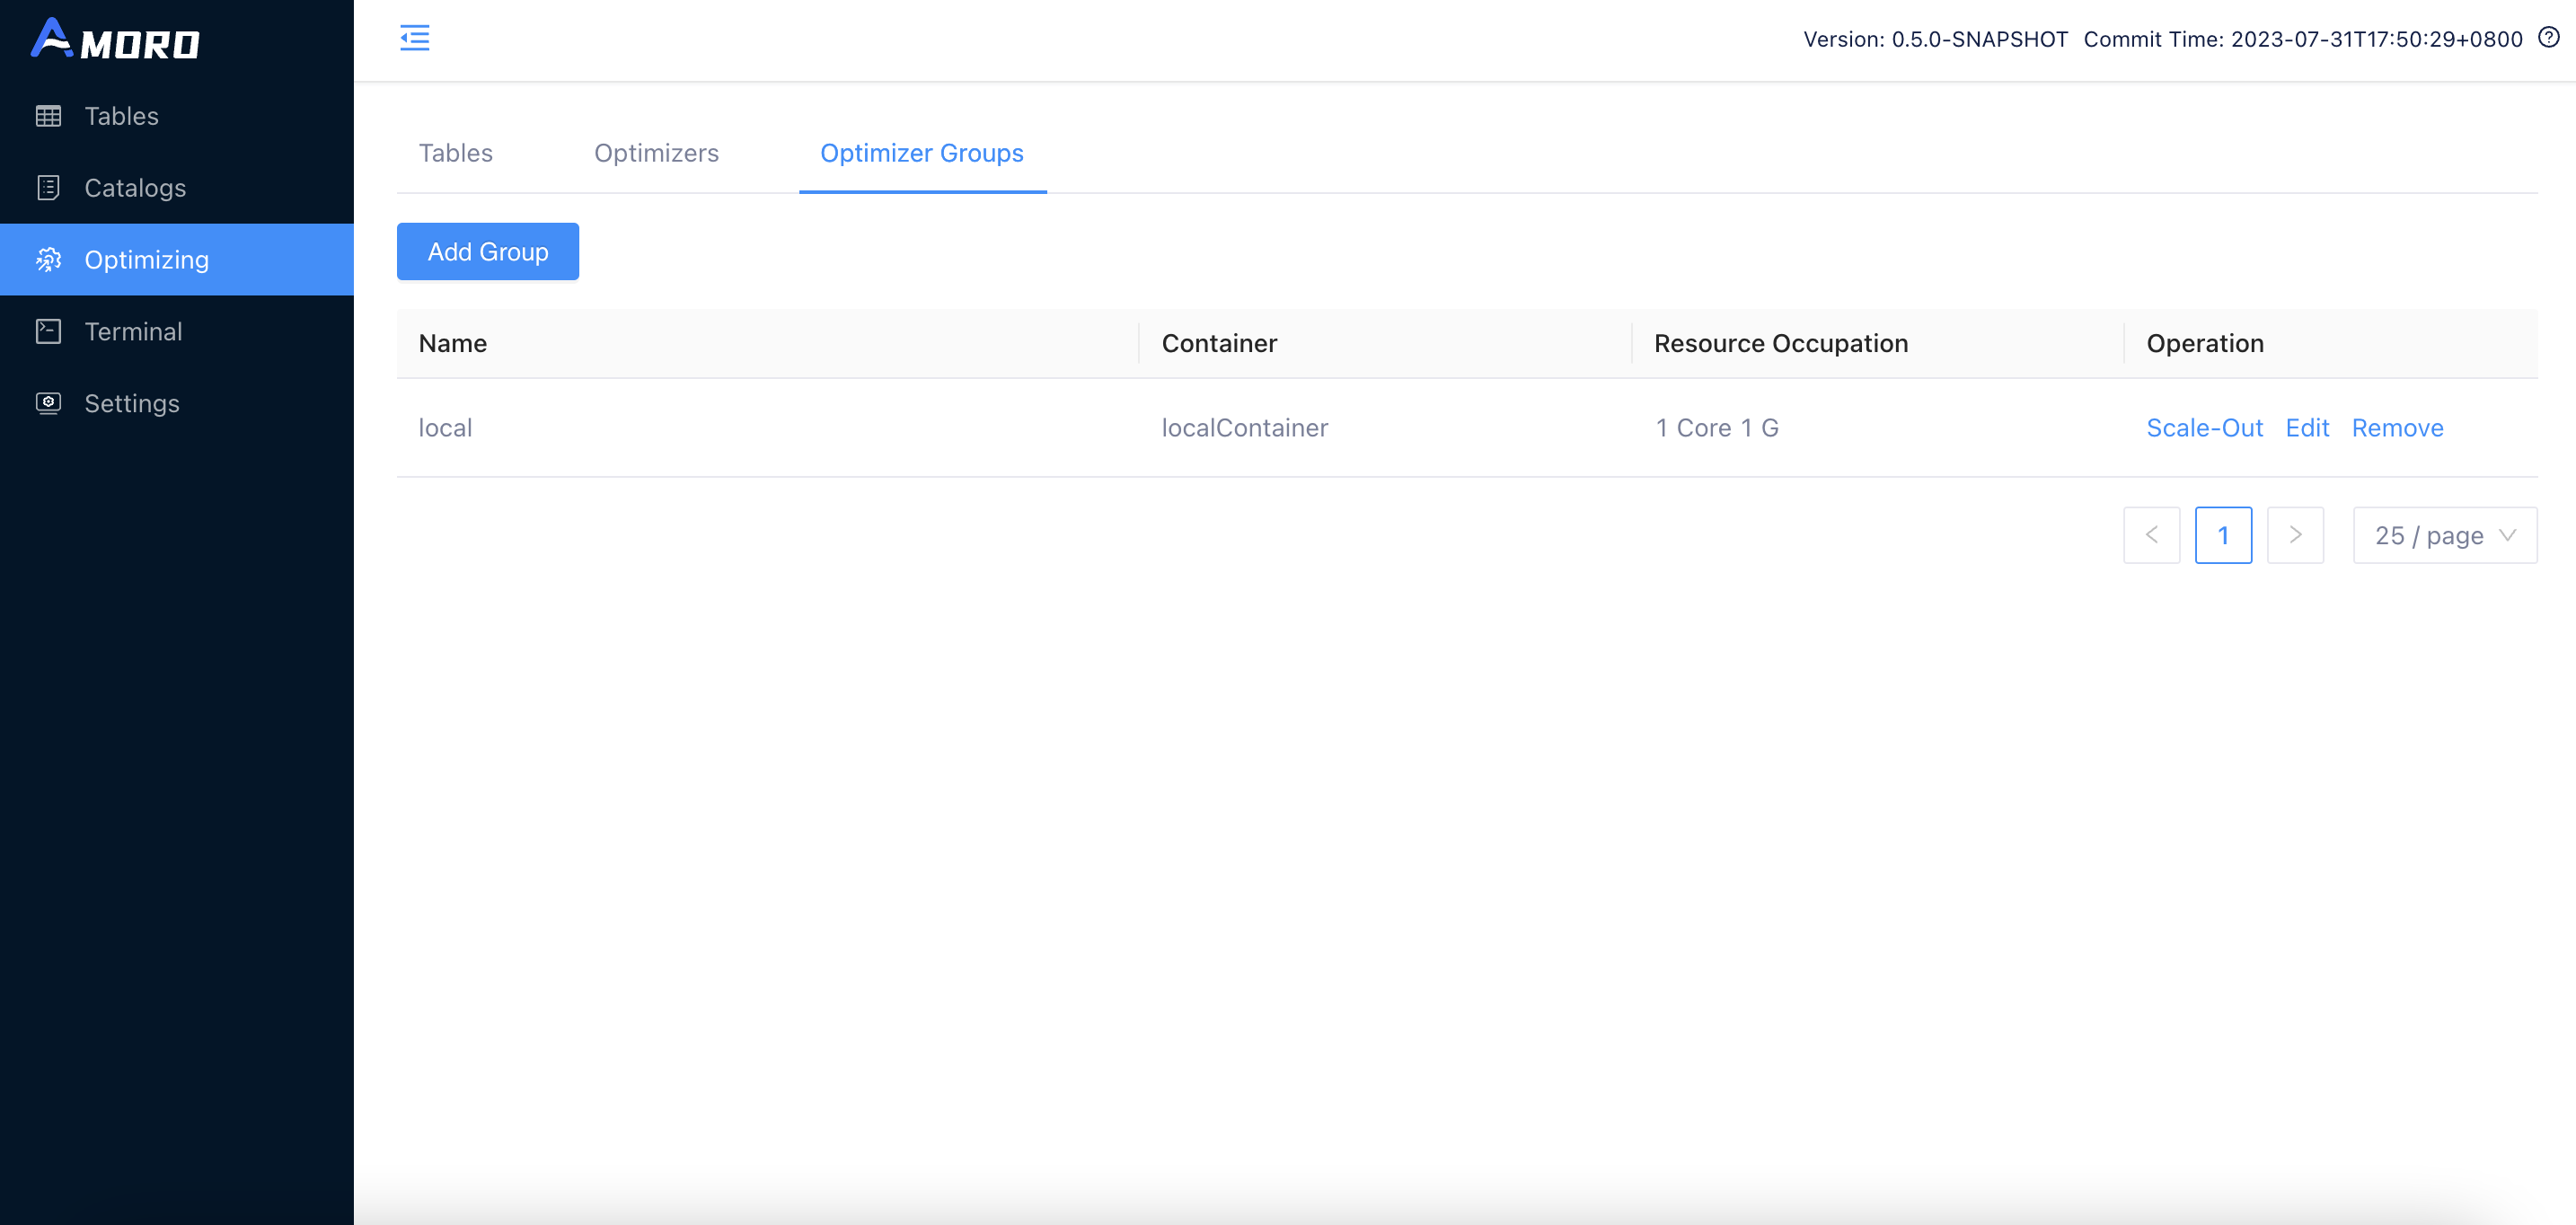 AMORO
Version: 0.5.0-SNAPSHOT Commit Time: 2023-07-31T17:50:29+0800
Tables
Catalogs
Optimizing
Terminal
Settings
Tables Optimizers Optimizer Groups
Add Group
Name Container Resource Occupation Operation
local localContainer 1 Core 1 G Scale-Out Edit Remove
< 1 > 25 / page